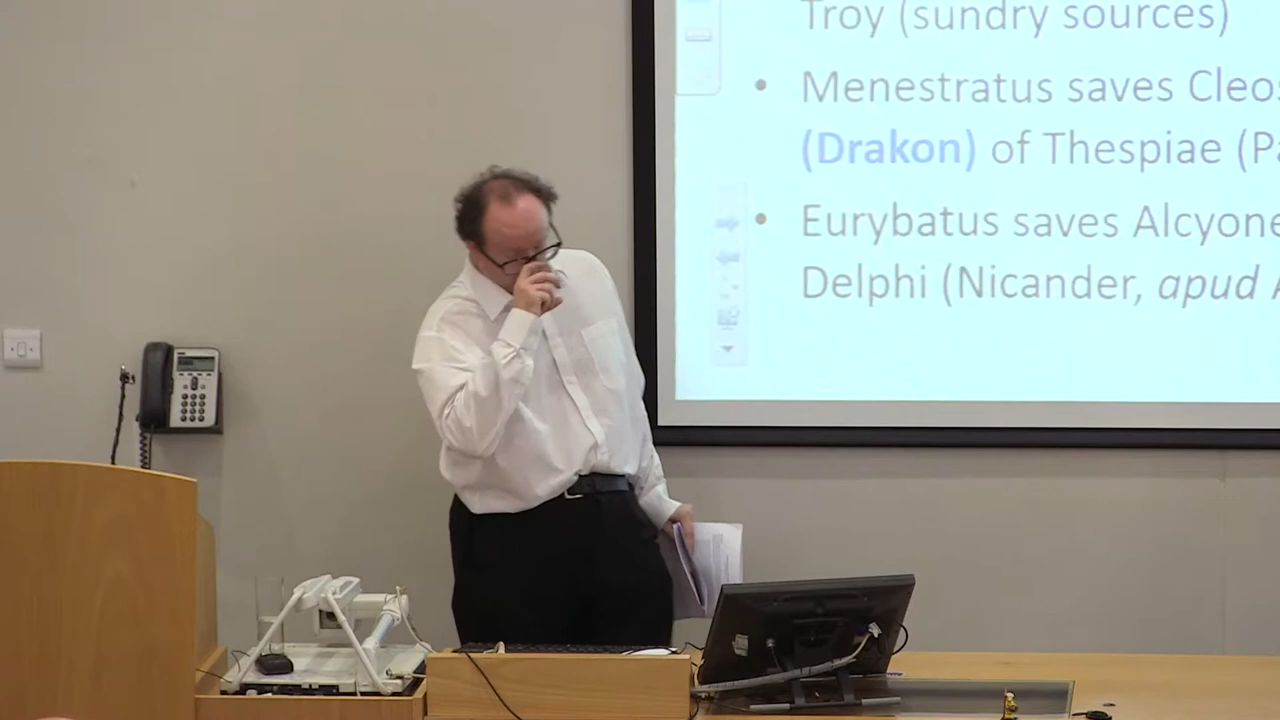 Troy (sundry sources)
• Menestratus saves Cleos
(Drakon) of Thespiae (Pa
• Eurybatus saves Alcyone
Delphi (Nicander, apud A